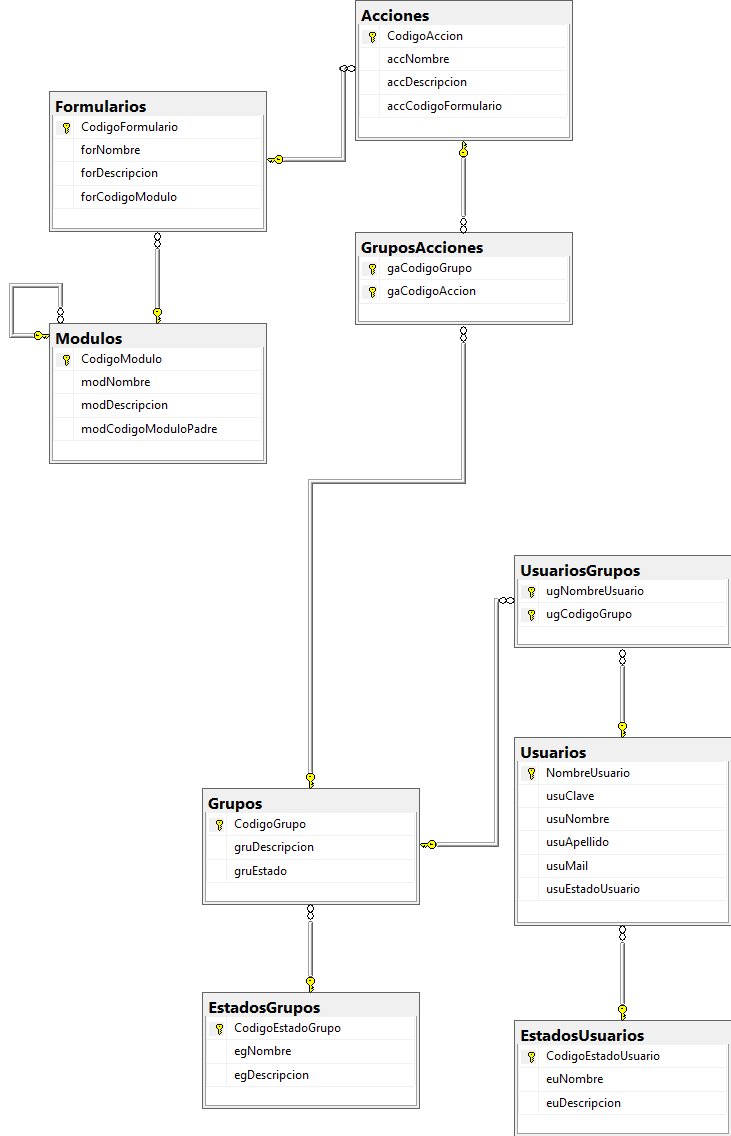 Acciones
CodigoAccion
accNombre
accDescripcion
accCodigoFormulario
Formularios
CodigoFormulario
forNombre
forDescripcion
forCodigoModulo
GruposAcciones
gaCodigoGrupo
gaCodigoAccion
Modulos
CodigoModulo
modNombre
modDescripcion
modCodigoModuloPadre
UsuariosGrupos
ugNombreUsuario
ugCodigoGrupo
Usuarios
NombreUsuario
usuClave
usuNombre
usuApellido
usuMail
usuEstadoUsuario
Grupos
CodigoGrupo
gruDescripcion
gruEstado
EstadosGrupos
CodigoEstadoGrupo
egNombre
egDescripcion
EstadosUsuarios
CodigoEstadoUsuario
euNombre
euDescripcion